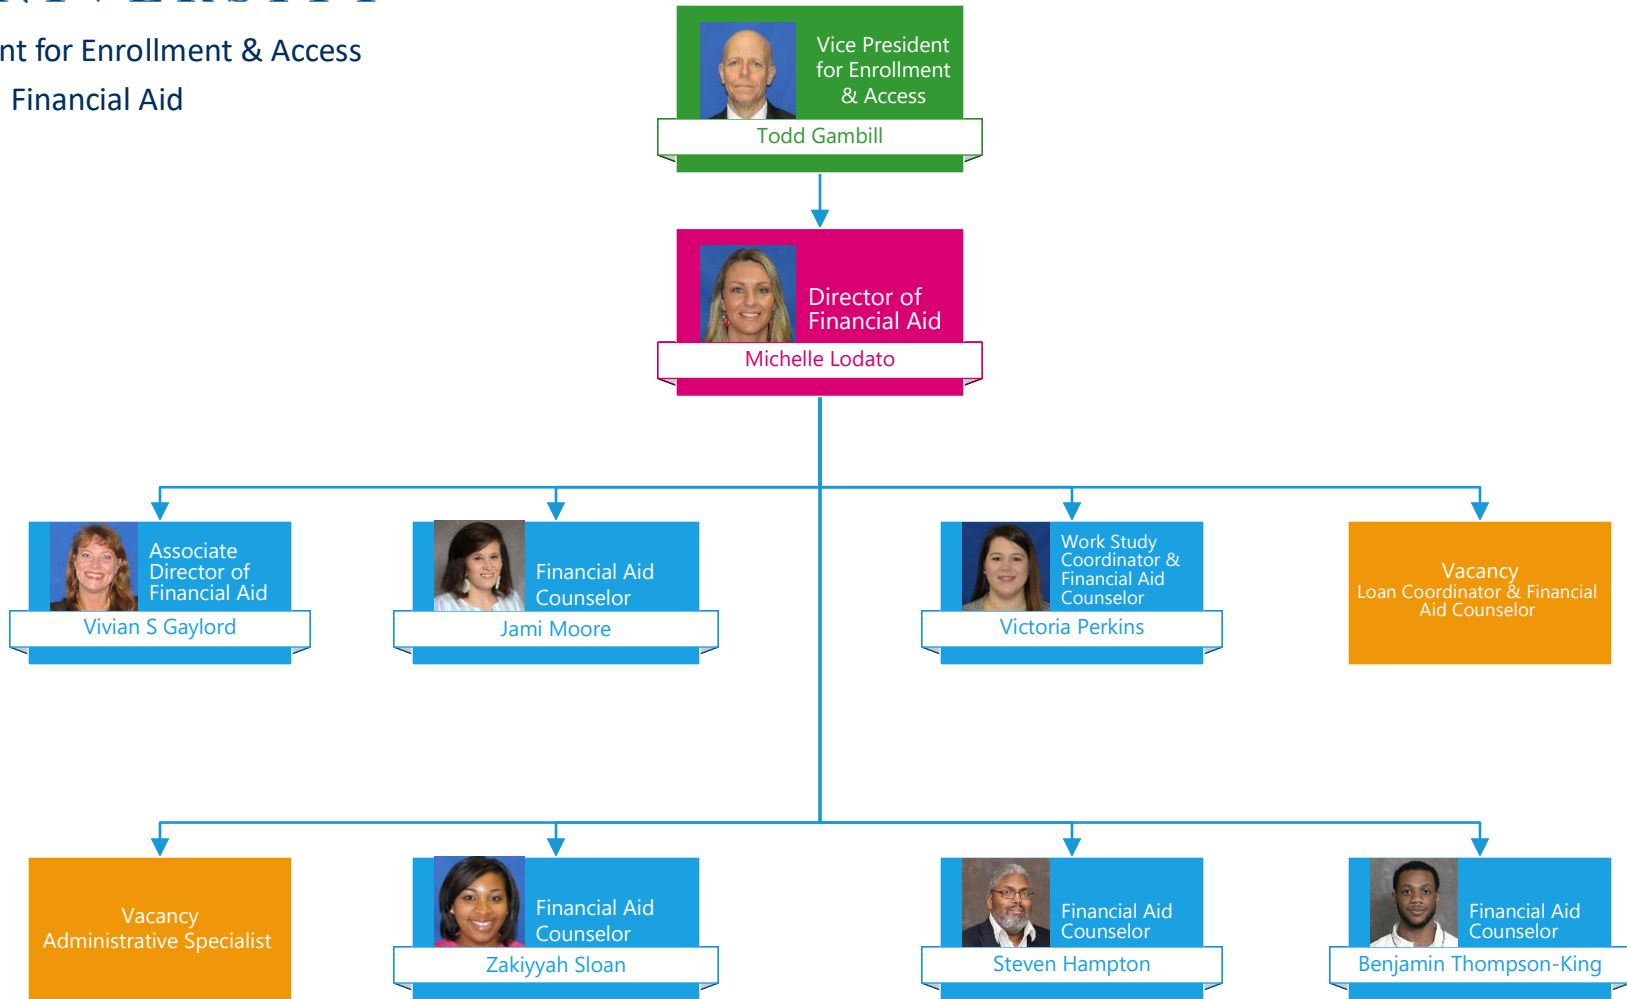 nt for Enrollment & Access
Financial Aid
Vice President
for Enrollment
& Access
Todd Gambill
Director of
Financial Aid
Michelle Lodato
Associate
Director of
Financial Aid
Vivian S Gaylord
Financial Aid
Counselor
Jami Moore
Work Study
Coordinator &
Financial Aid
Counselor
Victoria Perkins
Vacancy
Loan Coordinator & Financial
Aid Counselor
Vacancy
Administrative Specialist
Financial Aid
Counselor
Zakiyyah Sloan
Financial Aid
Counselor
Steven Hampton
Financial Aid
Counselor
Benjamin Thompson-King